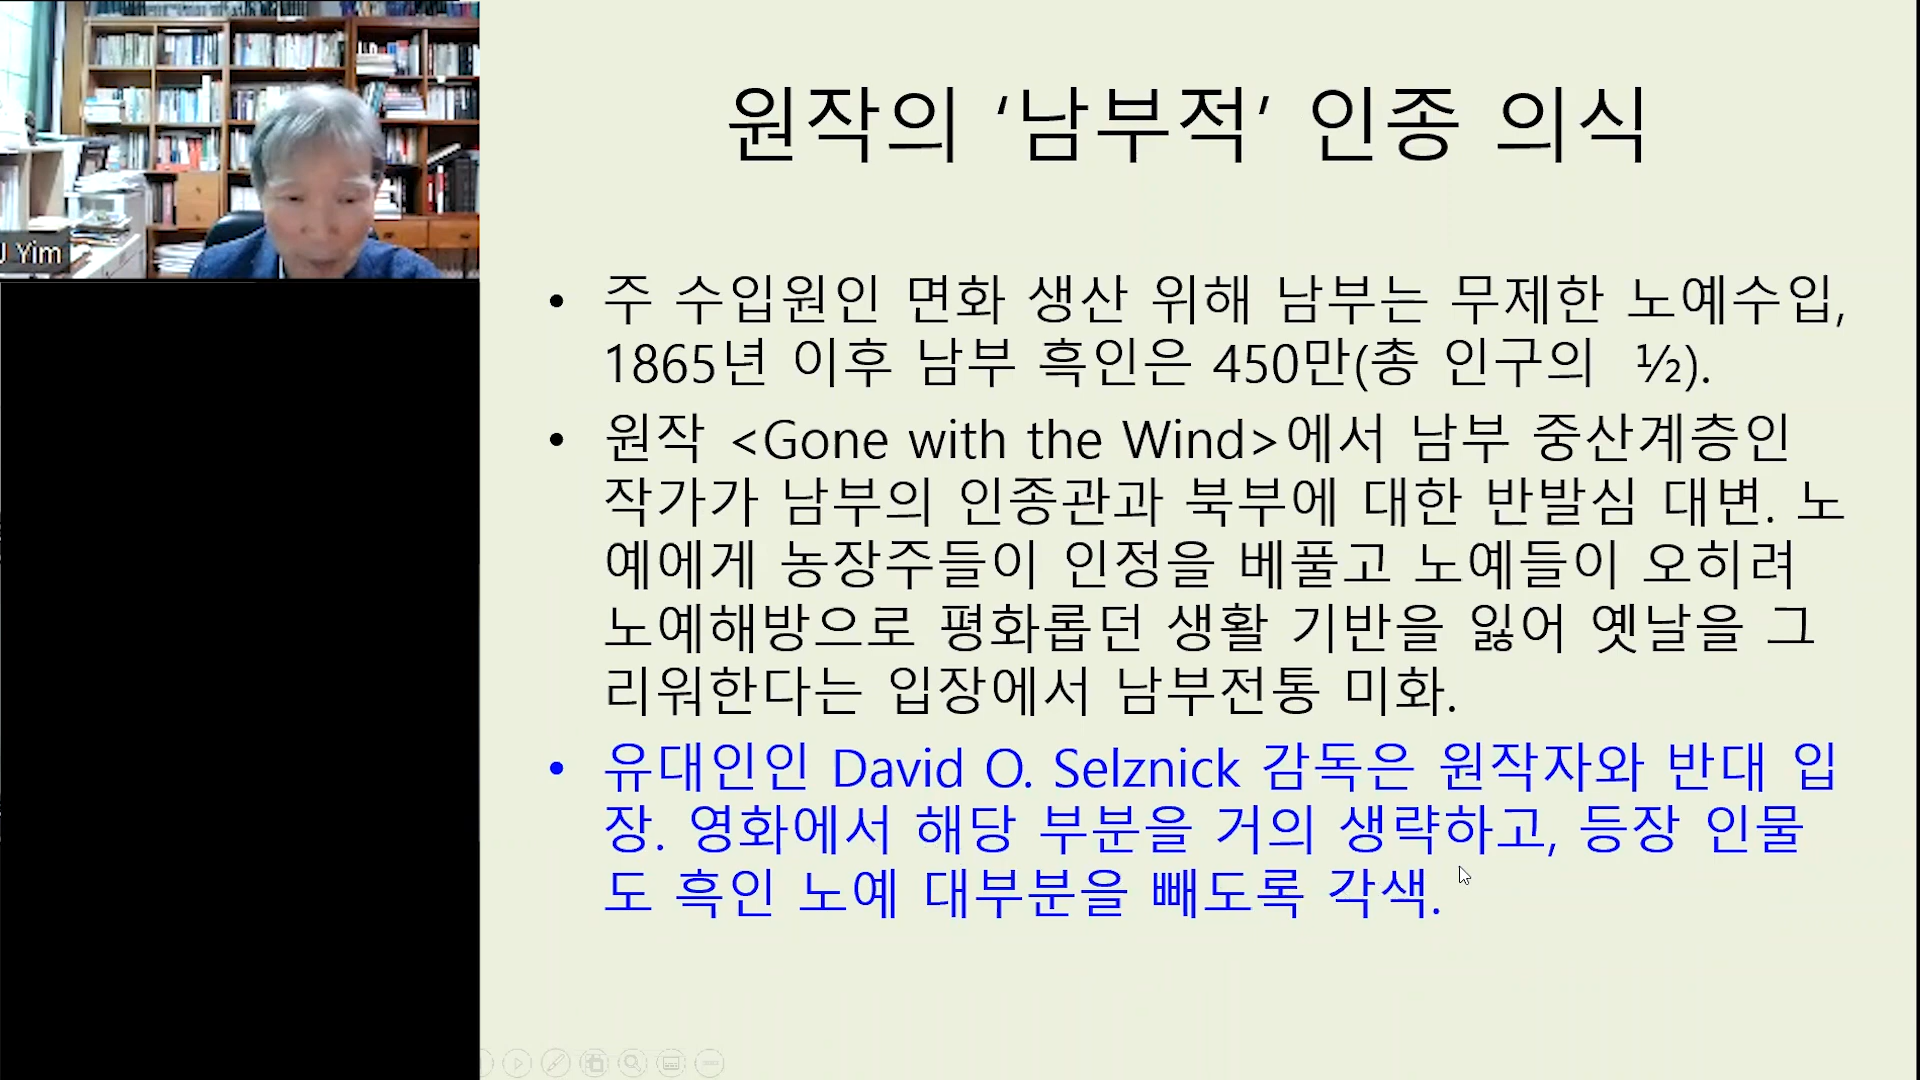 원작의 ‘남부적’ 인종 의식
J Yim
• 주 수입원인 면화 생산 위해 남부는 무제한 노예수입,
1865년 이후 남부 흑인은 450만(총 인구의 ½).
• 원작 <Gone with the Wind>에서 남부 중산계층인
작가가 남부의 인종관과 북부에 대한 반발심 대변. 노
예에게 농장주들이 인정을 베풀고 노예들이 오히려
노예해방으로 평화롭던 생활 기반을 잃어 옛날을 그
리워한다는 입장에서 남부전통 미화.
• 유대인인 David O. Selznick 감독은 원작자와 반대 입
장. 영화에서 해당 부분을 거의 생략하고, 등장 인물
도 흑인 노예 대부분을 빼도록 각색.